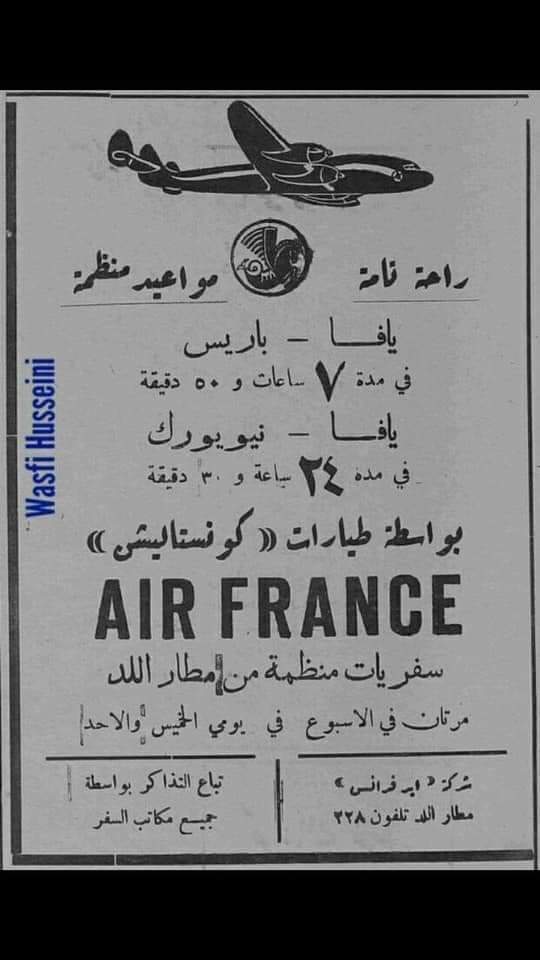 راحة تامة مواعيد منظمة
يافا - باريس
في مدة ٧ ساعات و ٥٠ دقيقة
يافا - نيويورك
في مدة ٢٤ ساعة و ٣٠ دقيقة
بواسطة طيارات «كونستاليشن»
AIR FRANCE
سفريات منظمة من مطار اللد
مرتان في الاسبوع في يومي الخميس والاحد
شركة «اير فرانس»
مطار اللد تلفون ٢٢٨
تباع التذاكر بواسطة
جميع مكاتب السفر
Wasfi Husseini